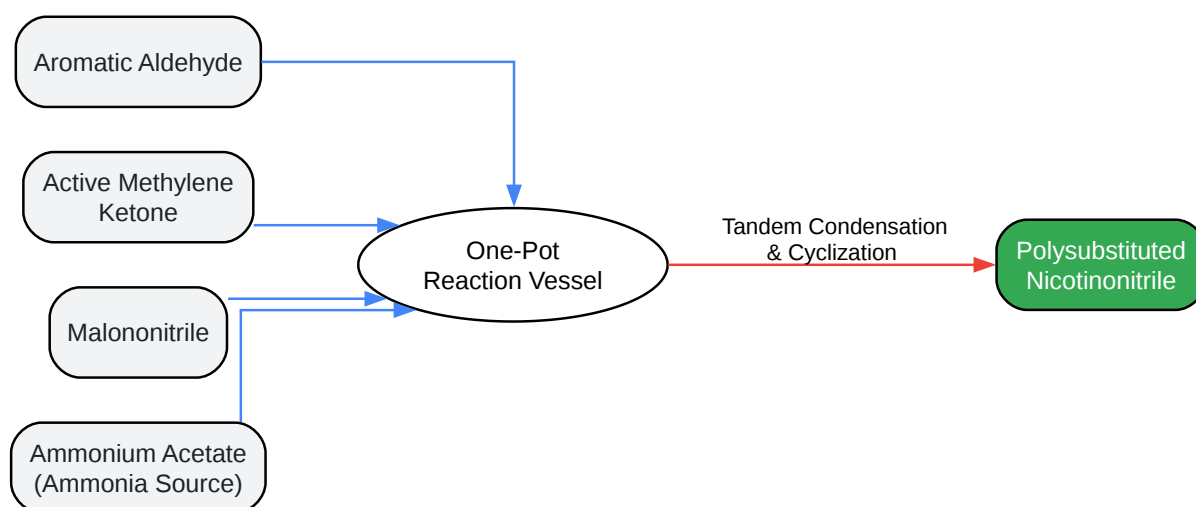 Aromatic Aldehyde
Active Methylene
Ketone
Malononitrile
Ammonium Acetate
(Ammonia Source)
One-Pot
Reaction Vessel
Tandem Condensation
& Cyclization
Polysubstituted
Nicotinonitrile